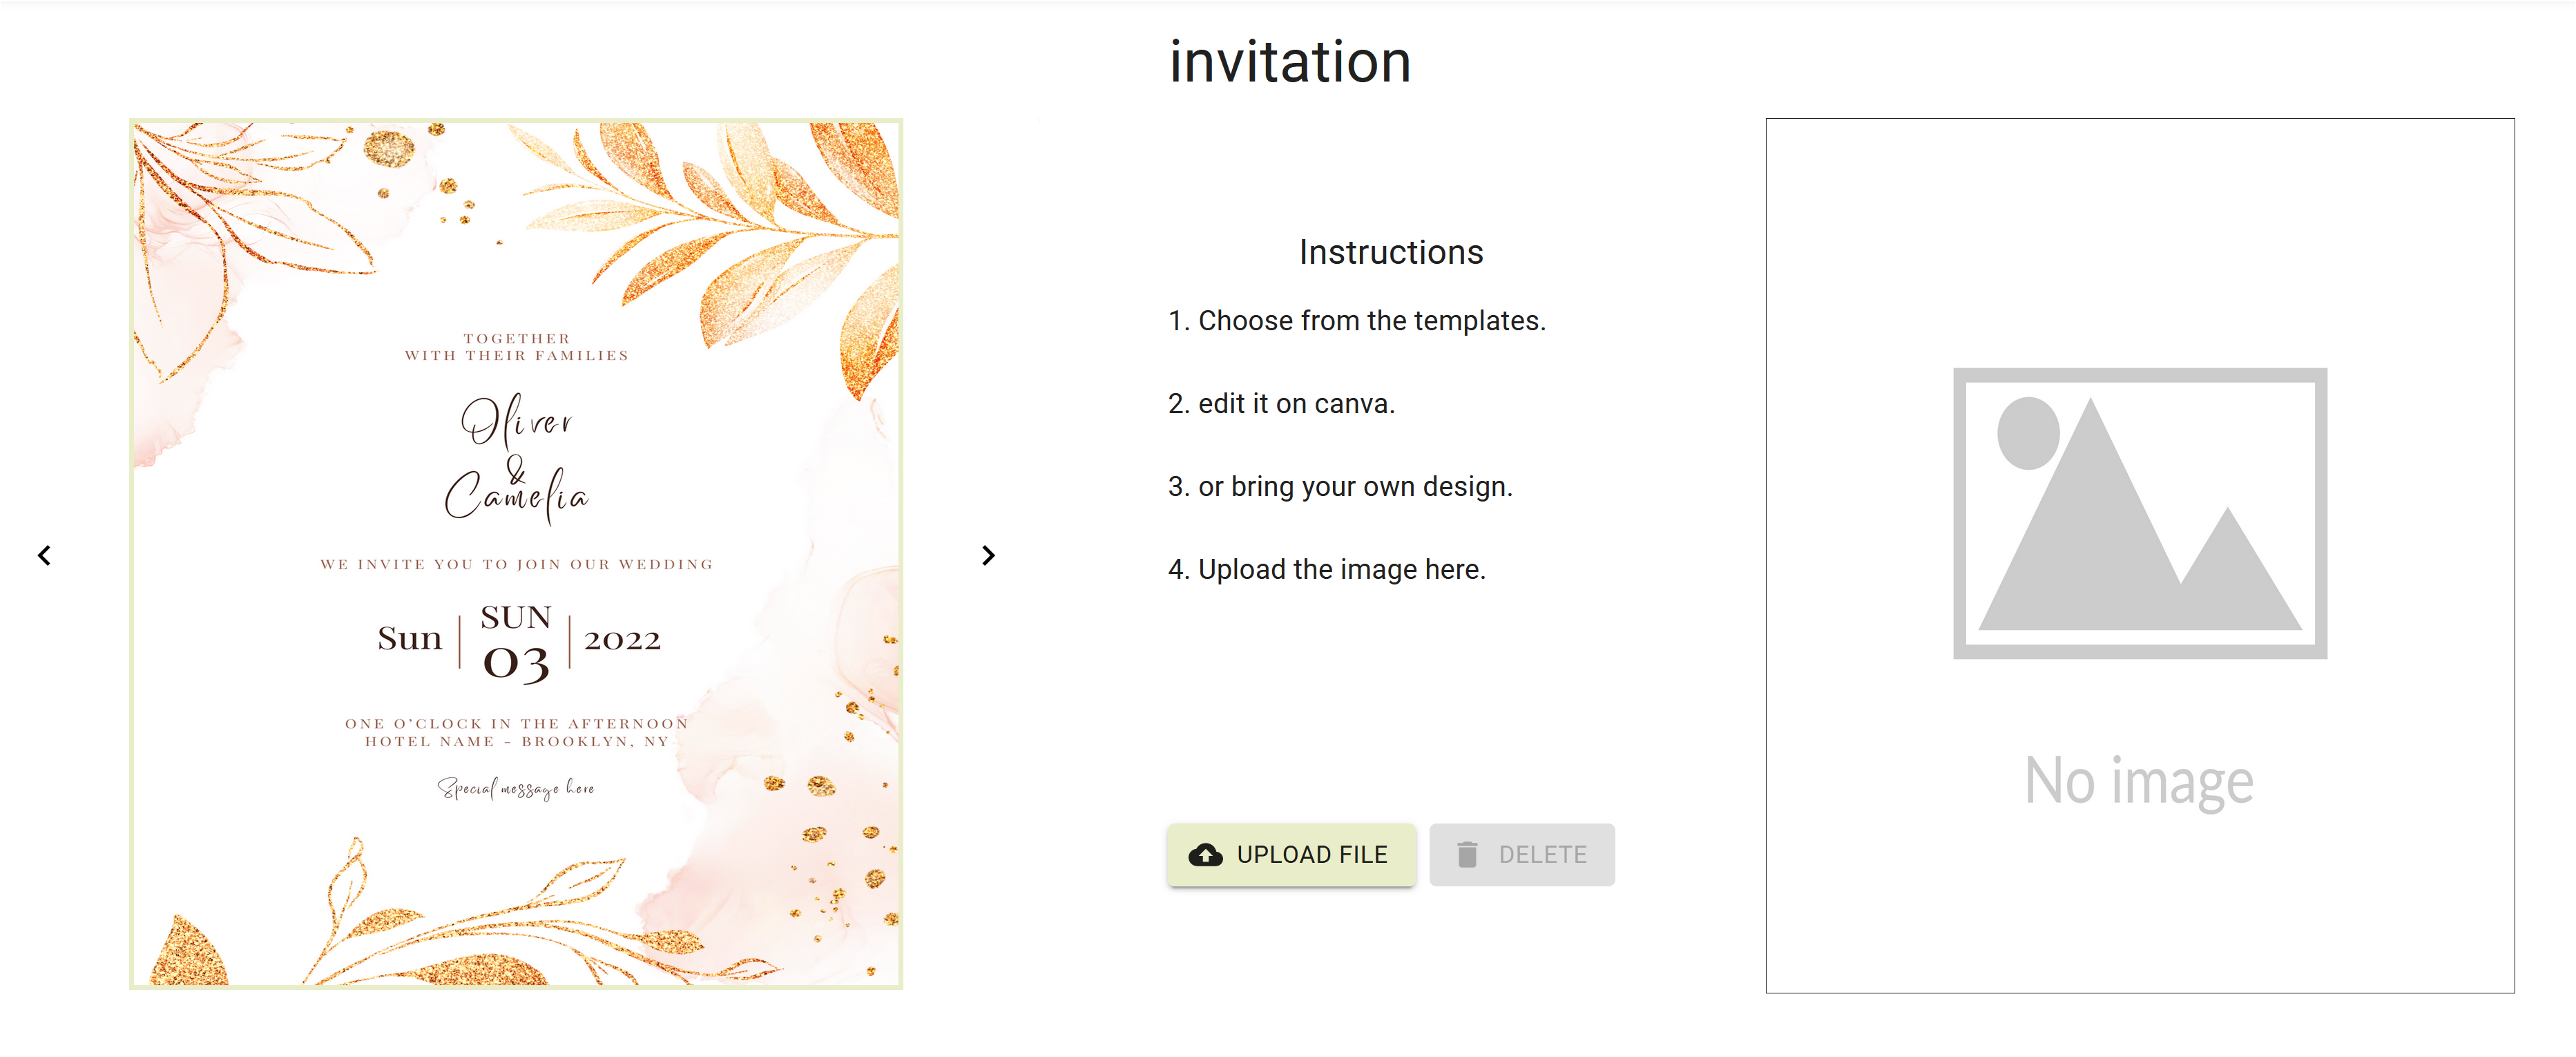 invitation
TOGETHER
WITH THEIR FAMILIES
Oliver
&
Camelia
WE INVITE YOU TO JOIN OUR WEDDING
Sun
SUN
03
2022
ONE O'CLOCK IN THE AFTERNOON
HOTEL NAME - BROOKLYN, NY
Special message here
Instructions
1. Choose from the templates.
2. edit it on canva.
3. or bring your own design.
4. Upload the image here.
UPLOAD FILE
DELETE
No image